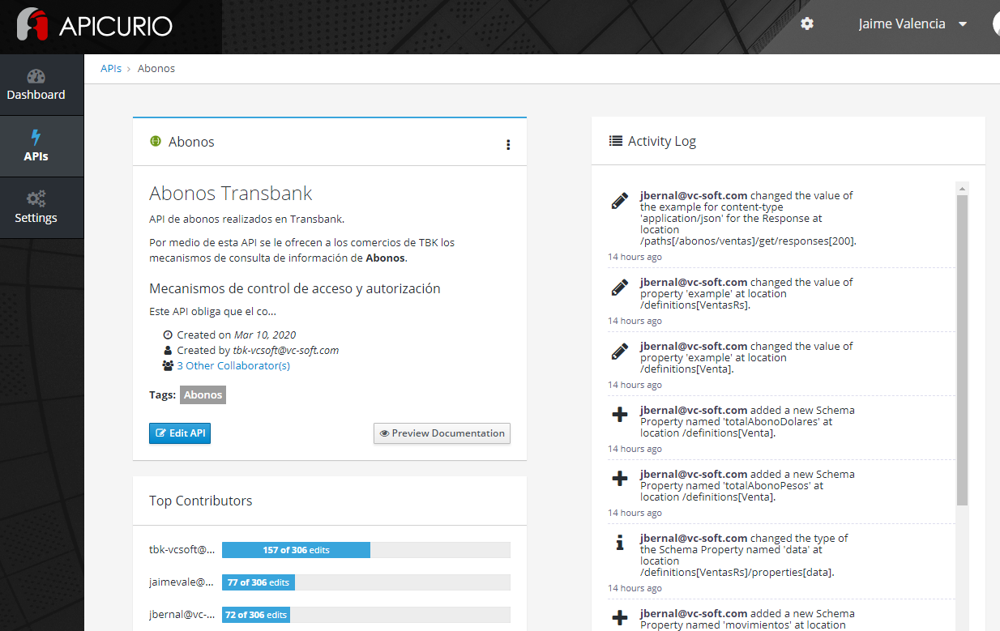 APICURIO
Jaime Valencia
Dashboard
APIs
Settings
APIs › Abonos
Abonos
Abonos Transbank
API de abonos realizados en Transbank.
Por medio de esta API se le ofrecen a los comercios de TBK los
mecanismos de consulta de información de Abonos.
Mecanismos de control de acceso y autorización
Este API obliga que el co...
Created on Mar 10, 2020
Created by tbk-vcsoft@vc-soft.com
3 Other Collaborator(s)
Tags: Abonos
Edit API
Preview Documentation
Top Contributors
tbk-vcsoft@... 157 of 306 edits
jaimevale@... 77 of 306 edits
jbernal@vc-... 72 of 306 edits
Activity Log
jbernal@vc-soft.com changed the value of
the example for content-type
'application/json' for the Response at
location
/paths[/abonos/ventas]/get/responses[200].
14 hours ago
jbernal@vc-soft.com changed the value of
property 'example' at location
/definitions[VentasRs].
14 hours ago
jbernal@vc-soft.com changed the value of
property 'example' at location
/definitions[Venta].
14 hours ago
jbernal@vc-soft.com added a new Schema
Property named 'totalAbonoDolares' at
location /definitions[Venta].
14 hours ago
jbernal@vc-soft.com added a new Schema
Property named 'totalAbonoPesos' at
location /definitions[Venta].
14 hours ago
jbernal@vc-soft.com changed the type of
the Schema Property named 'data' at
location
/definitions[VentasRs]/properties[data].
14 hours ago
jbernal@vc-soft.com added a new Schema
Property named 'movimientos' at location